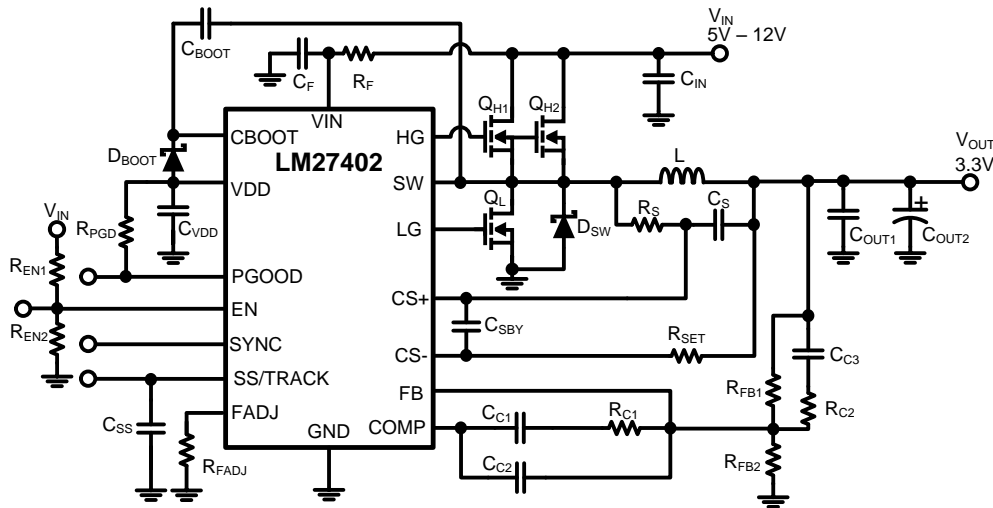 V_IN
5V – 12V
C_BOOT
C_F
R_F
C_IN
Q_H1
Q_H2
CBOOT
VIN
HG
D_BOOT
LM27402
V_OUT
3.3V
L
VDD
SW
V_IN
R_PGD
C_VDD
Q_L
D_SW
R_S
C_S
LG
C_OUT1
+
C_OUT2
R_EN1
PGOOD
CS+
EN
C_SBY
R_EN2
SYNC
CS-
R_SET
C_C3
SS/TRACK
FB
R_FB1
C_SS
FADJ
C_C1
R_C1
R_C2
COMP
GND
R_FADJ
C_C2
R_FB2